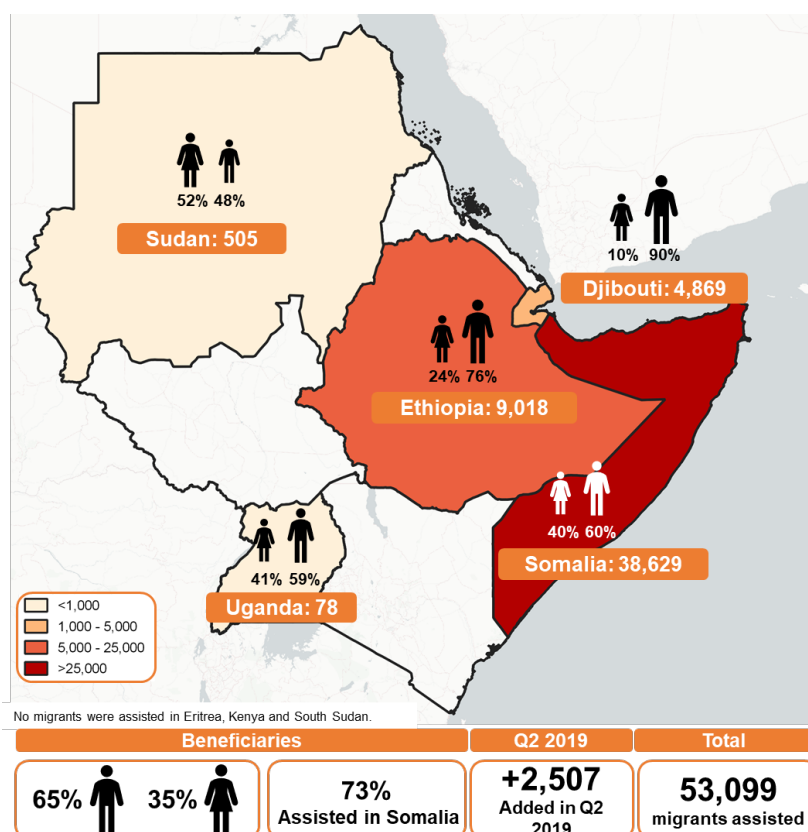 52% 48%
Sudan: 505
10% 90%
Djibouti: 4,869
24% 76%
Ethiopia: 9,018
40% 60%
Somalia: 38,629
41% 59%
Uganda: 78
<1,000
1,000 - 5,000
5,000 - 25,000
>25,000
No migrants were assisted in Eritrea, Kenya and South Sudan.
Beneficiaries
Q2 2019
Total
65%
35%
73%
Assisted in Somalia
+2,507
Added in Q2
2019
53,099
migrants assisted